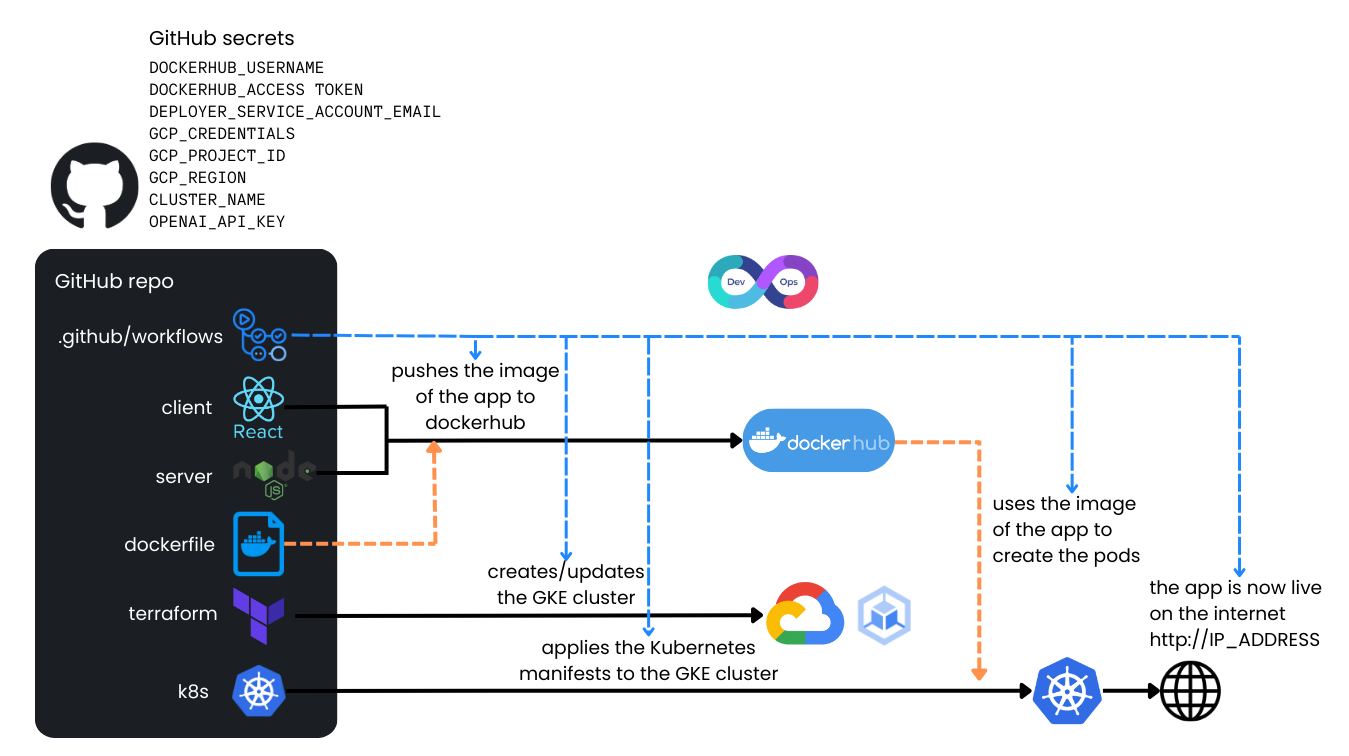 GitHub secrets
DOCKERHUB_USERNAME
DOCKERHUB_ACCESS TOKEN
DEPLOYER_SERVICE_ACCOUNT_EMAIL
GCP_CREDENTIALS
GCP_PROJECT_ID
GCP_REGION
CLUSTER_NAME
OPENAI_API_KEY
GitHub repo
Dev Ops
.github/workflows
pushes the image
of the app to
dockerhub
client
React
docker hub
server
node
JS
uses the image
of the app to
create the pods
dockerfile
creates/updates
the GKE cluster
terraform
the app is now live
on the internet
http://IP_ADDRESS
applies the Kubernetes
manifests to the GKE cluster
k8s